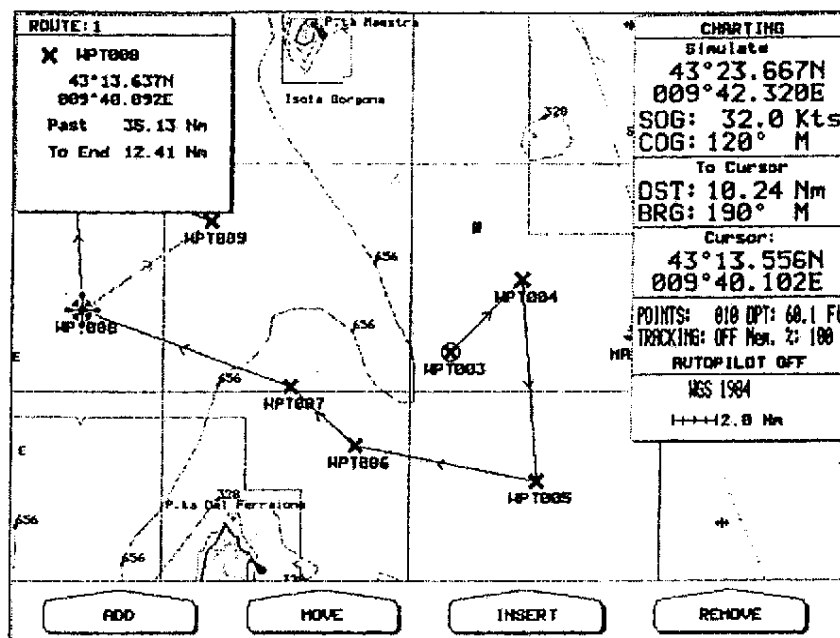 ROUTE:1
WPT008
43°13.637N
009°40.092E
Past 35.13 Nm
To End 12.41 Nm
P.ta Maestra
Isola Gorgona
328
CHARTING
Simulate
43°23.667N
009°42.320E
SOG: 32.0 Kts
COG: 120° M
To Cursor
DST: 10.24 Nm
BRG: 190° M
Cursor:
43°13.556N
009°40.102E
POINTS: 010 DPT: 60.1 Ft
TRACKING: OFF Mem. %: 100
AUTOPILOT OFF
WGS 1984
2.0 Nm
WPT009
656
WPT004
WPT008
656
WPT003
E
656
WPT007
E
WPT006
WPT005
328
P.ta Del Ferraione
656
656
ADD
MOVE
INSERT
REMOVE